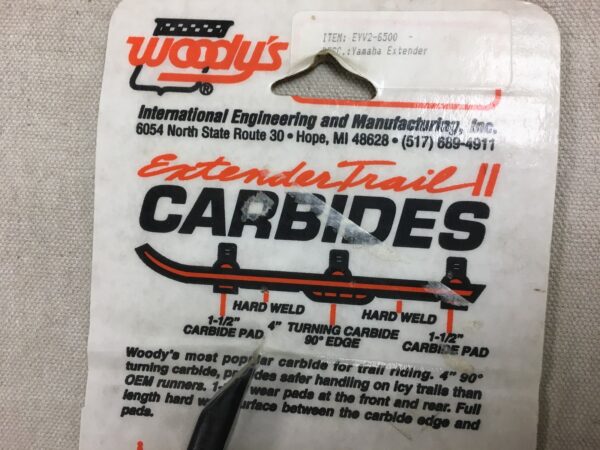 woody's ®
ITEM: EYV2-6500 -
.:Yamaha Extender
International Engineering and Manufacturing, Inc.
6054 North State Route 30 • Hope, MI 48628 • (517) 689-4911
Extender Trail II
CARBIDES
HARD WELD HARD WELD
1-1/2" 4" TURNING CARBIDE 1-1/2"
CARBIDE PAD 90° EDGE CARBIDE PAD
Woody's most popular carbide for trail riding. 4" 90°
turning carbide, provides safer handling on icy trails than
OEM runners. wear pads at the front and rear. Full
length hard surface between the carbide edge and
pads.